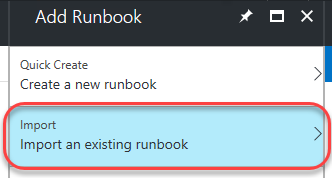 Add Runbook
Quick Create
Create a new runbook
Import
Import an existing runbook